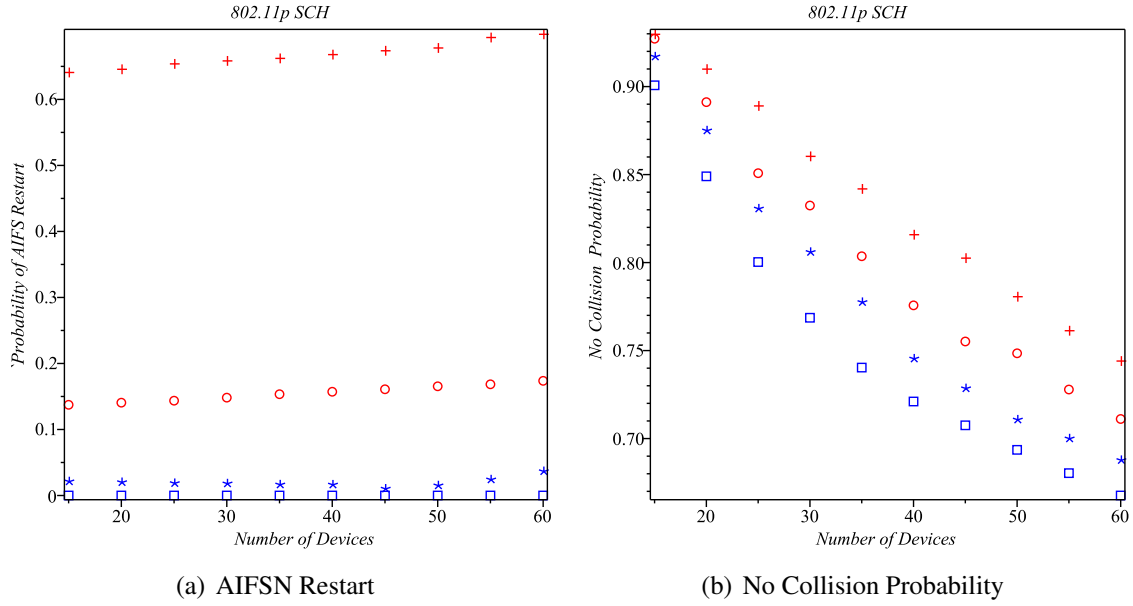 802.11p SCH
0.6
0.5
0.4
0.3
0.2
0.1
0
`Probability of AIFS Restart
20
30
40
50
60
Number of Devices
(a) AIFSN Restart
802.11p SCH
0.90
0.85
0.80
0.75
0.70
No Collision Probability
20
30
40
50
60
Number of Devices
(b) No Collision Probability